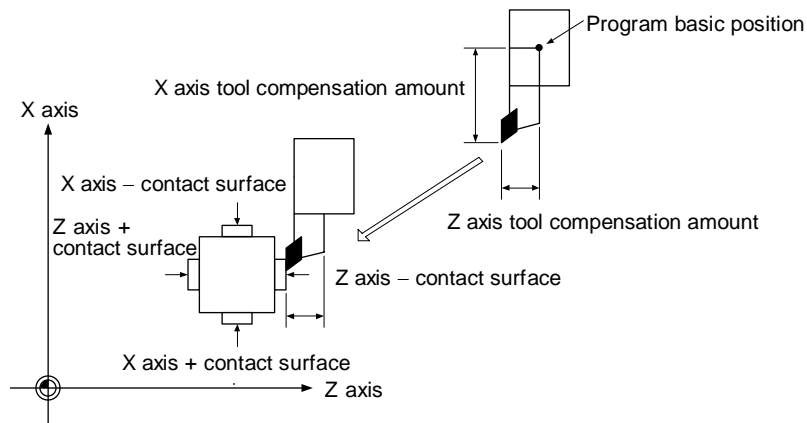 Program basic position
X axis tool compensation amount
X axis
X axis – contact surface
Z axis +
contact surface
Z axis tool compensation amount
Z axis – contact surface
X axis + contact surface
Z axis